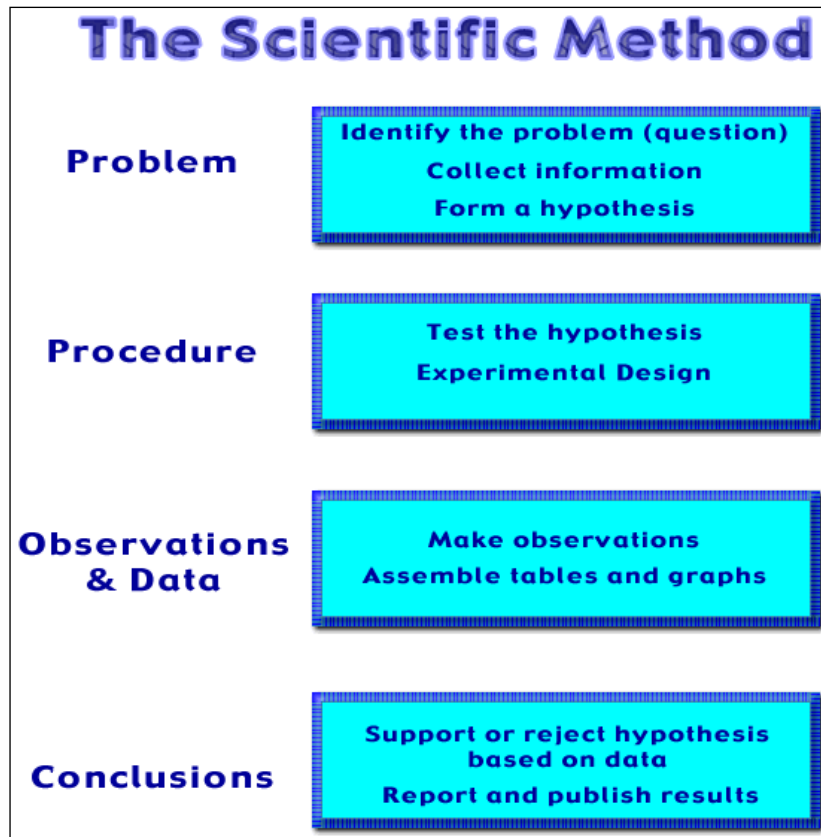 The Scientific Method
Problem
Identify the problem (question)
Collect information
Form a hypothesis
Procedure
Test the hypothesis
Experimental Design
Observations
& Data
Make observations
Assemble tables and graphs
Conclusions
Support or reject hypothesis
based on data
Report and publish results